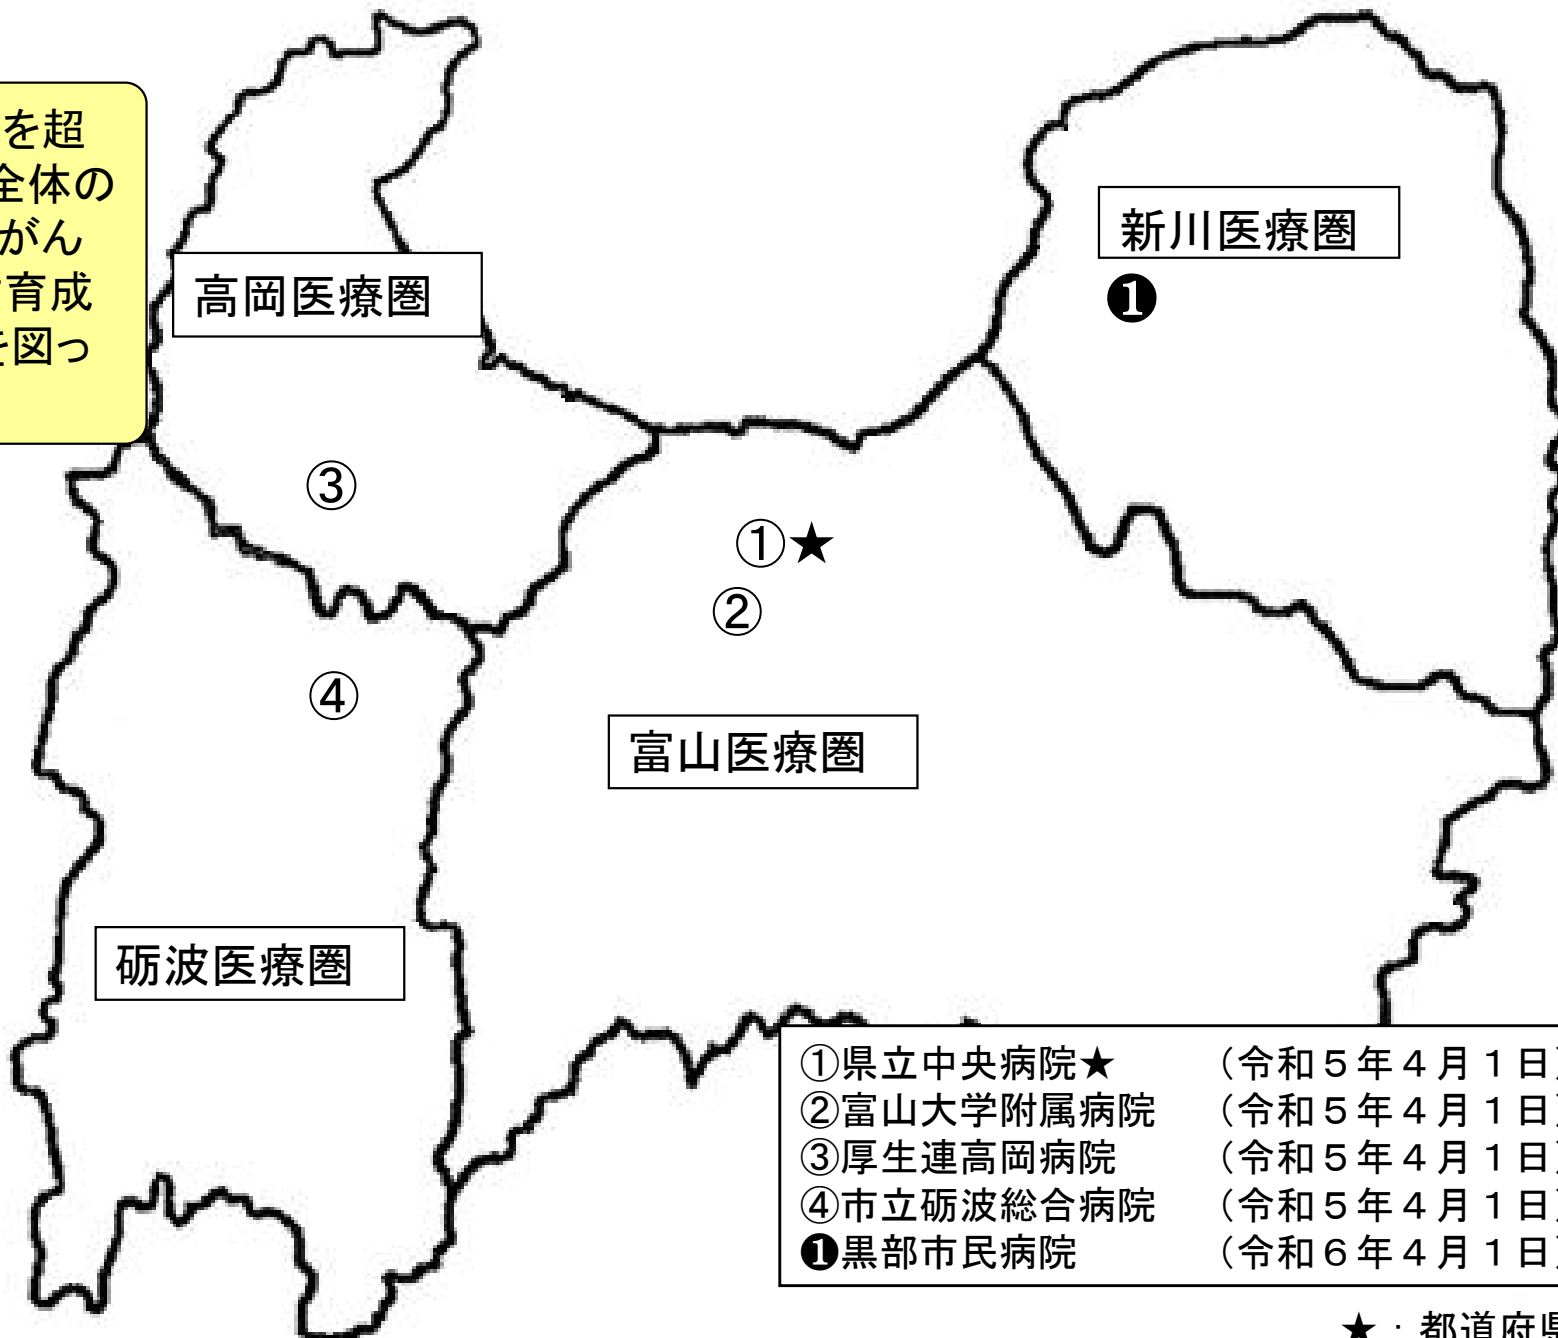 を超
全体の
がん
育成
を図っ
高岡医療圏
新川医療圏
❶
③
①★
②
④
富山医療圏
砺波医療圏
①県立中央病院★　　（令和５年４月１日）
②富山大学附属病院　（令和５年４月１日）
③厚生連高岡病院　　（令和５年４月１日）
④市立砺波総合病院　（令和５年４月１日）
❶黒部市民病院　　　（令和６年４月１日）
★：都道府県